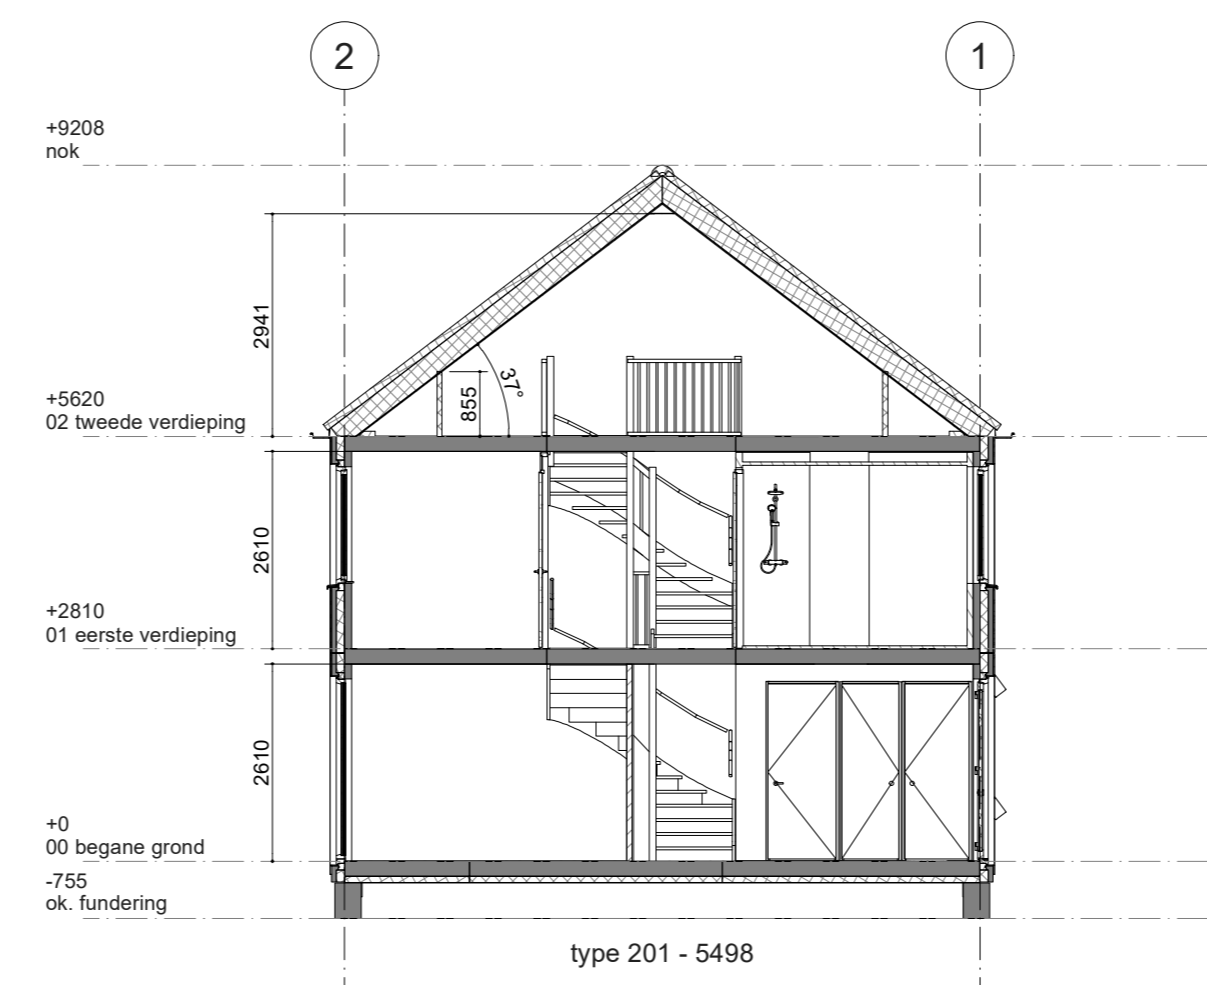 2
1
+9208
nok
2941
37°
855
+5620
02 tweede verdieping
2610
+2810
01 eerste verdieping
2610
+0
00 begane grond
-755
ok. fundering
type 201 - 5498